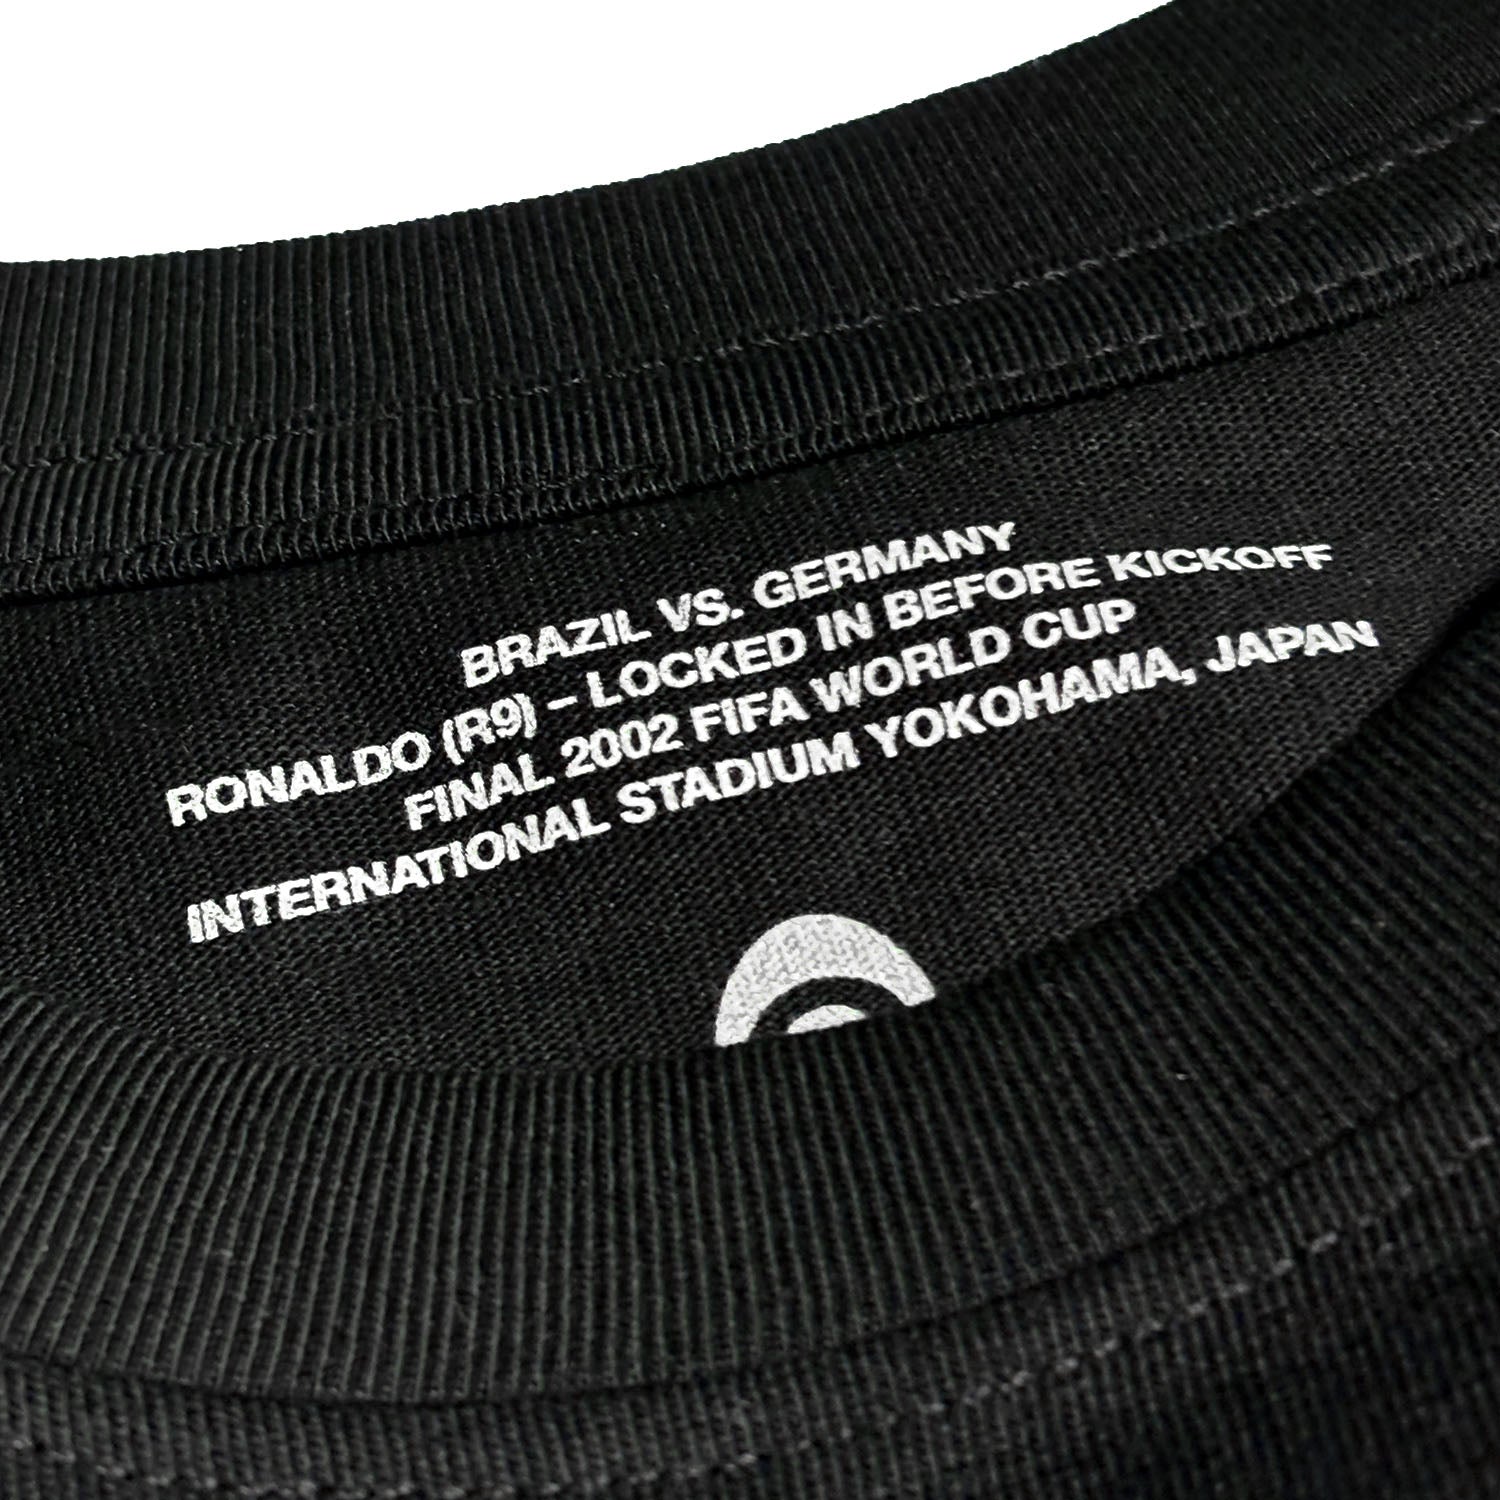 BRAZIL VS. GERMANY
RONALDO (R9) – LOCKED IN BEFORE KICKOFF
FINAL 2002 FIFA WORLD CUP
INTERNATIONAL STADIUM YOKOHAMA, JAPAN